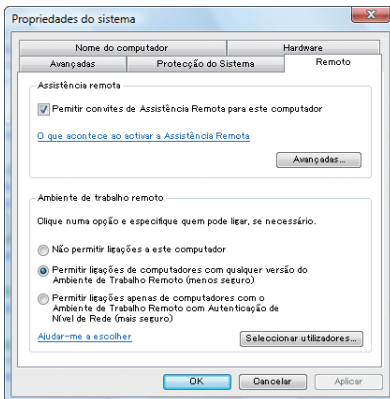 Propriedades do sistema
Nome do computador
Hardware
Avançadas
Protecção do Sistema
Remoto
Assistência remota
Pemitir convites de Assistência Remota para este computador
O que acontece ao activar a Assistência Remota
Avançadas...
Ambiente de trabalho remoto
Clique numa opção e especifique quem pode ligar, se necessário.
Não permitir ligações a este computador
Permitir ligações de computadores com qualquer versão do
Ambiente de Trabalho Remoto (menos seguro)
Permitir ligações apenas de computadores com o
Ambiente de Trabalho Remoto com Autenticação de
Nível de Rede (mais seguro)
Ajudar-me a escolher
Seleccionar utilizadores...
OK
Cancelar
Aplicar